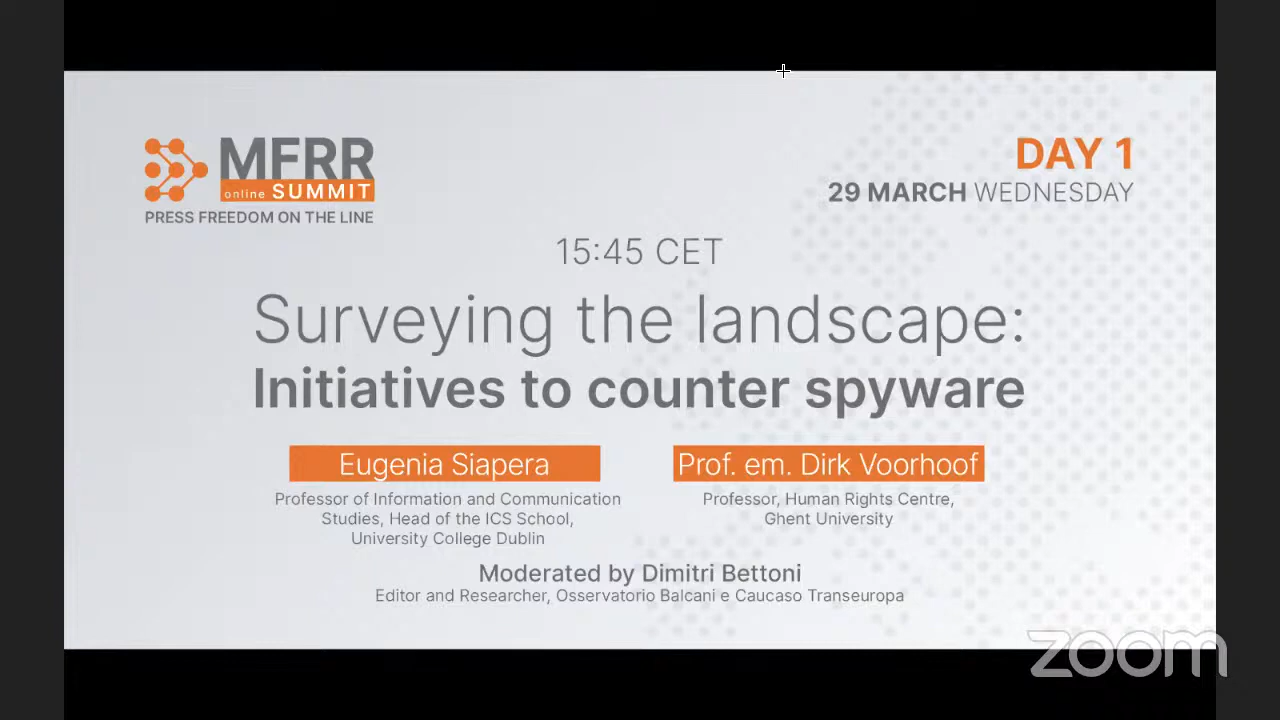 MFRR
online SUMMIT
PRESS FREEDOM ON THE LINE
DAY 1
29 MARCH WEDNESDAY
15:45 CET
Surveying the landscape:
Initiatives to counter spyware
Eugenia Siapera
Professor of Information and Communication
Studies, Head of the ICS School,
University College Dublin
Prof. em. Dirk Voorhoof
Professor, Human Rights Centre,
Ghent University
Moderated by Dimitri Bettoni
Editor and Researcher, Osservatorio Balcani e Caucaso Transeuropa
zoom